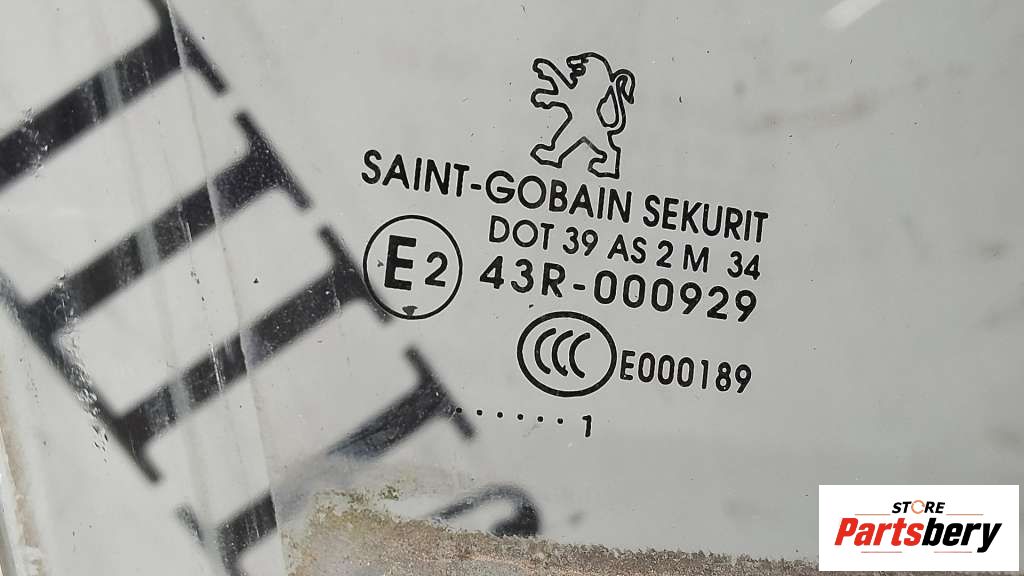 SAINT-GOBAIN SEKURIT
DOT 39 AS 2 M 34
E2 43R-000929
CCC E000189
. . . . . . . 1
STORE
Partsbery